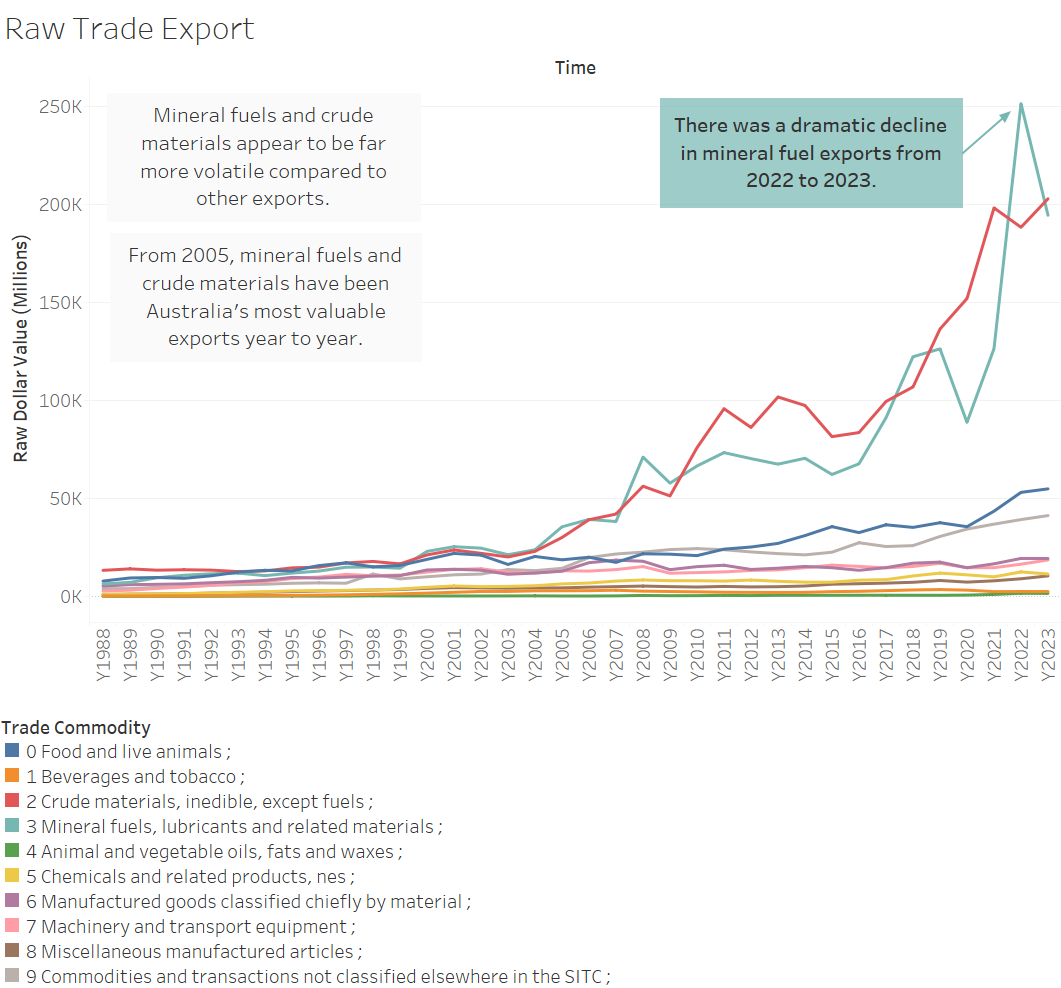 Raw Trade Export
Time
Mineral fuels and crude
materials appear to be far
more volatile compared to
other exports.
There was a dramatic decline
in mineral fuel exports from
2022 to 2023.
From 2005, mineral fuels and
crude materials have been
Australia's most valuable
exports year to year.
Raw Dollar Value (Millions)
250K
200K
150K
100K
50K
0K
Y1988
Y1989
Y1990
Y1991
Y1992
Y1993
Y1994
Y1995
Y1996
Y1997
Y1998
Y1999
Y2000
Y2001
Y2002
Y2003
Y2004
Y2005
Y2006
Y2007
Y2008
Y2009
Y2010
Y2011
Y2012
Y2013
Y2014
Y2015
Y2016
Y2017
Y2018
Y2019
Y2020
Y2021
Y2022
Y2023
Trade Commodity
0 Food and live animals ;
1 Beverages and tobacco ;
2 Crude materials, inedible, except fuels ;
3 Mineral fuels, lubricants and related materials ;
4 Animal and vegetable oils, fats and waxes ;
5 Chemicals and related products, nes ;
6 Manufactured goods classified chiefly by material ;
7 Machinery and transport equipment ;
8 Miscellaneous manufactured articles ;
9 Commodities and transactions not classified elsewhere in the SITC ;